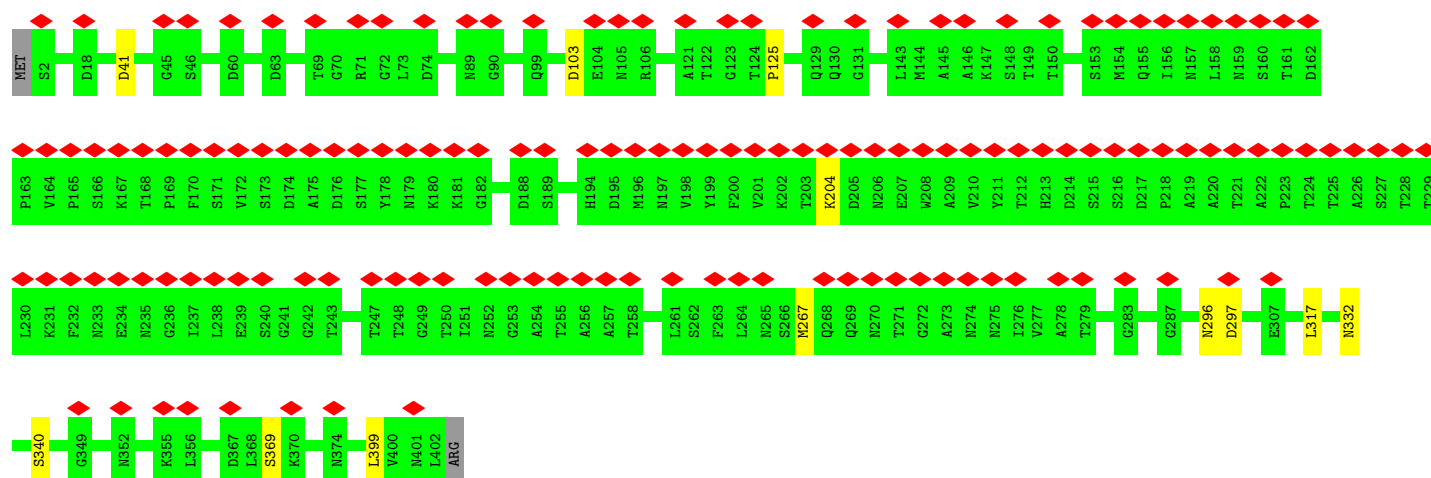 MET S2 D18 D41 G45 S46 D60 D63 T69 G70 R71 G72 L73 D74 N89 G90 Q99 D103 E104 N105 R106 A121 T122 G123 T124 P125 Q129 Q130 G131 L143 M144 A145 A146 K147 S148 T149 T150 S153 M154 Q155 I156 N157 L158 N159 S160 T161 D162
P163 V164 P165 S166 K167 T168 P169 F170 S171 V172 S173 D174 A175 D176 S177 Y178 N179 K180 K181 G182 D188 S189 H194 D195 M196 N197 V198 Y199 F200 V201 K202 T203 K204 D205 N206 E207 W208 A209 V210 Y211 T212 H213 D214 S215 S216 D217 P218 A219 A220 T221 A222 P223 T224 T225 A226 S227 T228 T229
L230 K231 F232 N233 E234 N235 G236 I237 L238 E239 S240 G241 G242 T243 T247 T248 G249 T250 I251 N252 G253 A254 T255 A256 A257 T258 L261 S262 F263 L264 N265 S266 M267 Q268 Q269 N270 T271 G272 A273 N274 N275 I276 V277 A278 T279 G283 G287 N296 D297 E307 L317 N332
S340 G349 N352 K355 L356 D367 L368 S369 K370 N374 L399 V400 N401 L402 ARG